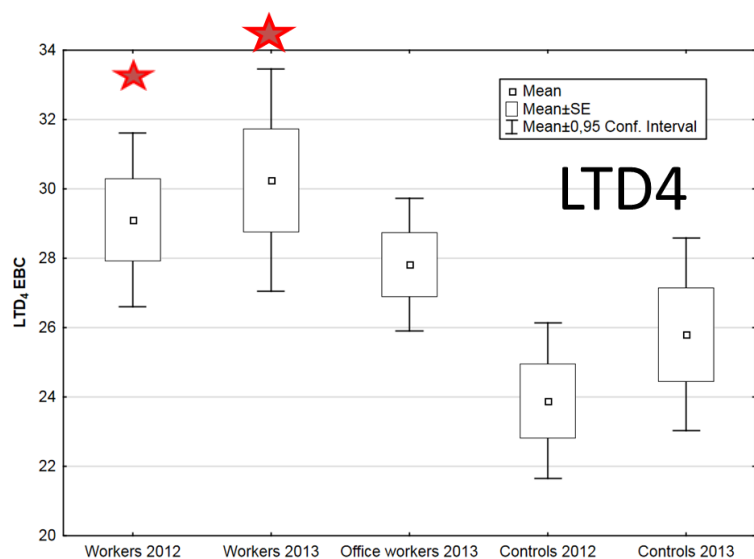 34
32
30
28
26
24
22
20
LTD₄ EBC
Mean
Mean±SE
Mean±0,95 Conf. Interval
LTD4
Workers 2012
Workers 2013
Office workers 2013
Controls 2012
Controls 2013